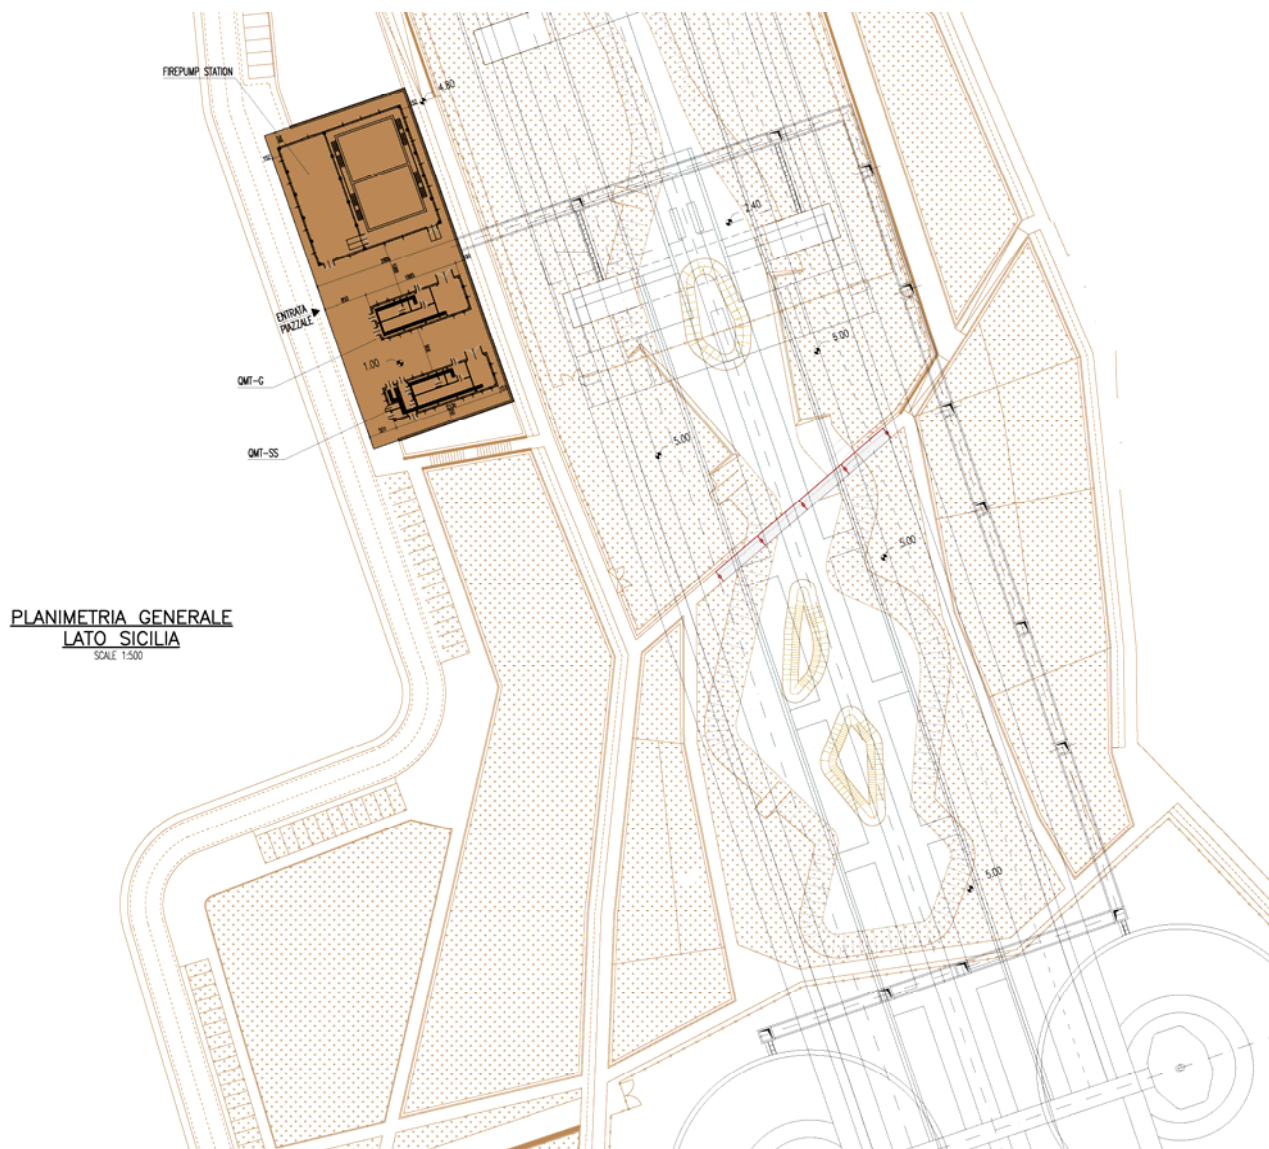 FIREPUMP STATION
4.80
2.40
ENTRATA
PIAZZALE
5.00
1.00
QMT-G
5.00
QMT-SS
5.00
PLANIMETRIA GENERALE
LATO SICILIA
SCALE 1:500
5.00